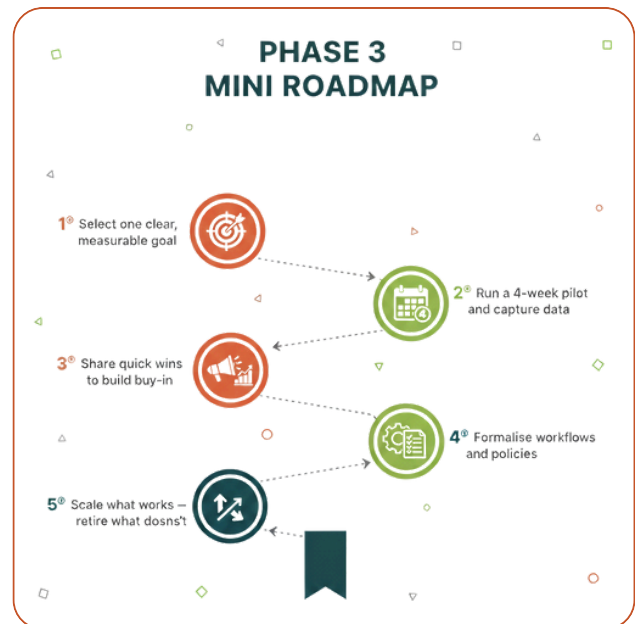 PHASE 3
MINI ROADMAP
1 Select one clear,
measurable goal
2 Run a 4-week pilot
and capture data
4
3 Share quick wins
to build buy-in
4 Formalise workflows
and policies
5 Scale what works –
retire what dosns't